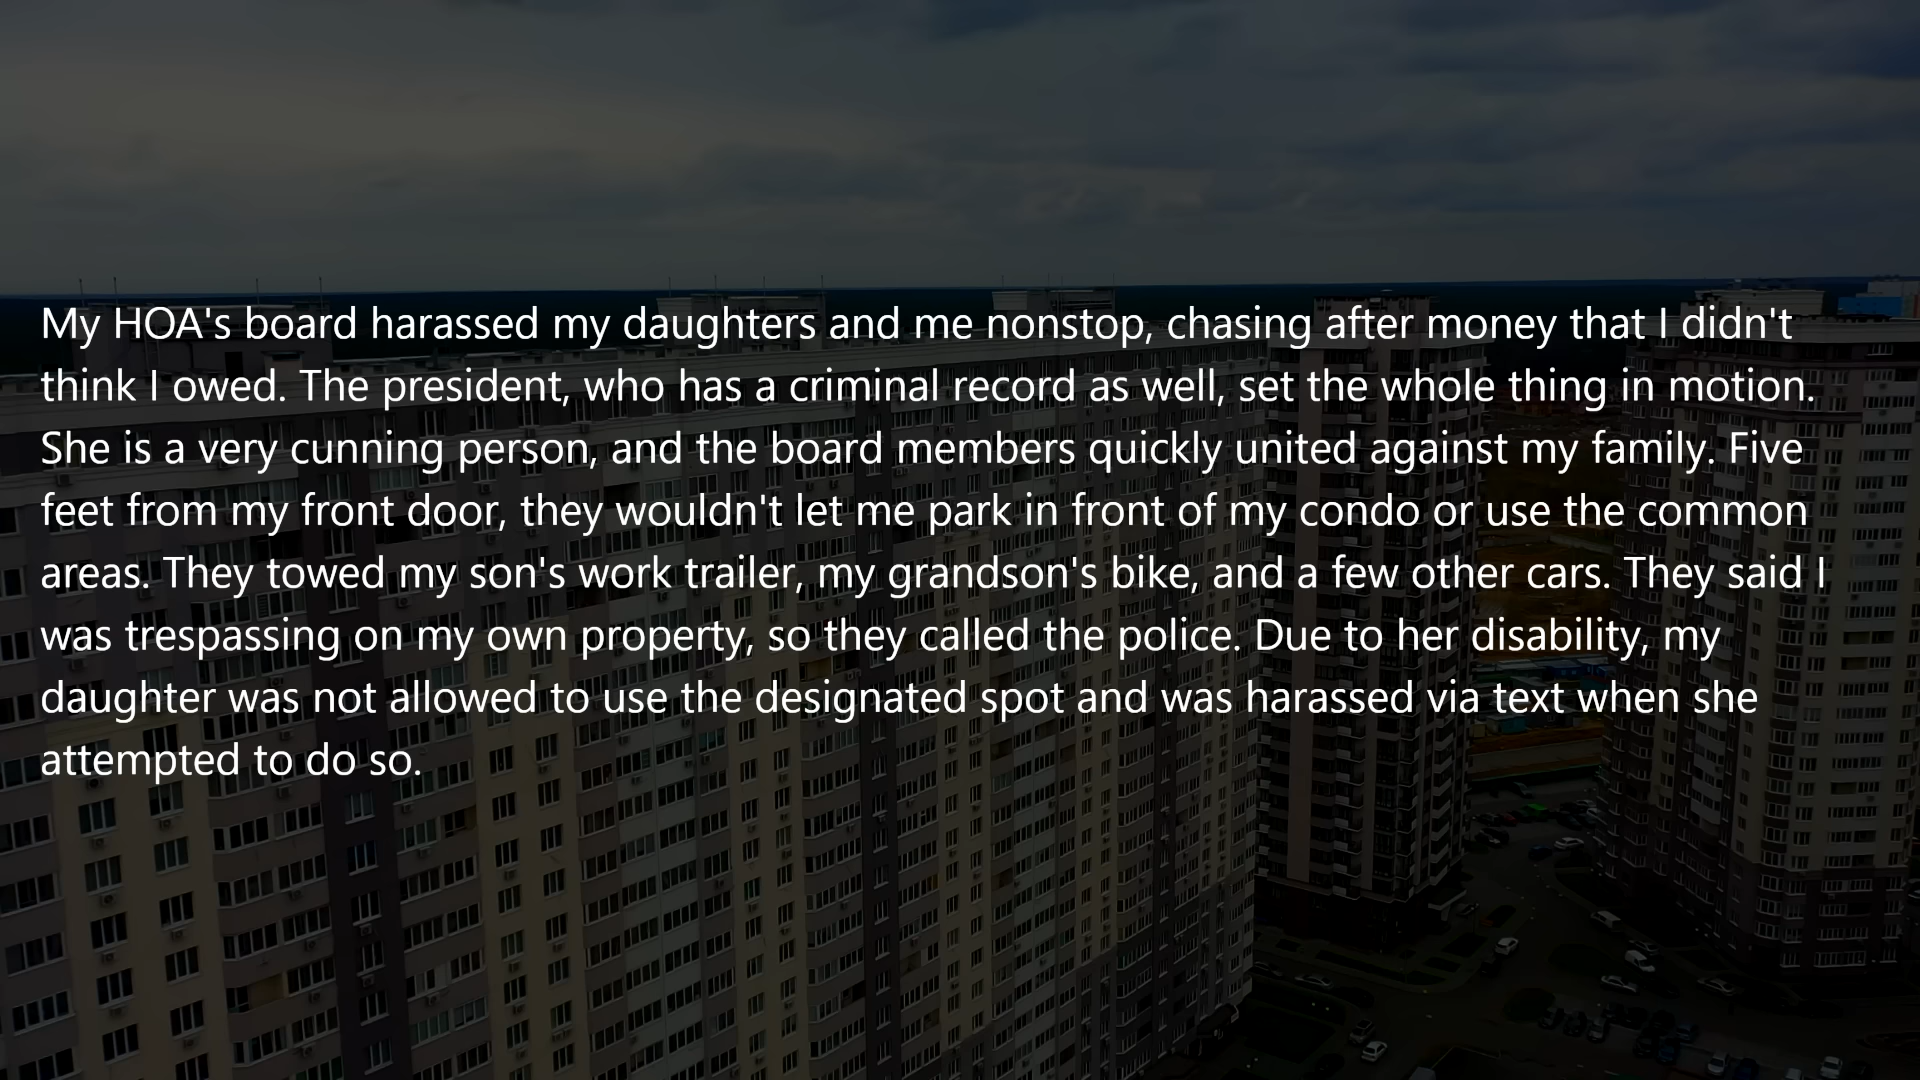 My HOA's board harassed my daughters and me nonstop, chasing after money that I didn't
think I owed. The president, who has a criminal record as well, set the whole thing in motion.
She is a very cunning person, and the board members quickly united against my family. Five
feet from my front door, they wouldn't let me park in front of my condo or use the common
areas. They towed my son's work trailer, my grandson's bike, and a few other cars. They said I
was trespassing on my own property, so they called the police. Due to her disability, my
daughter was not allowed to use the designated spot and was harassed via text when she
attempted to do so.